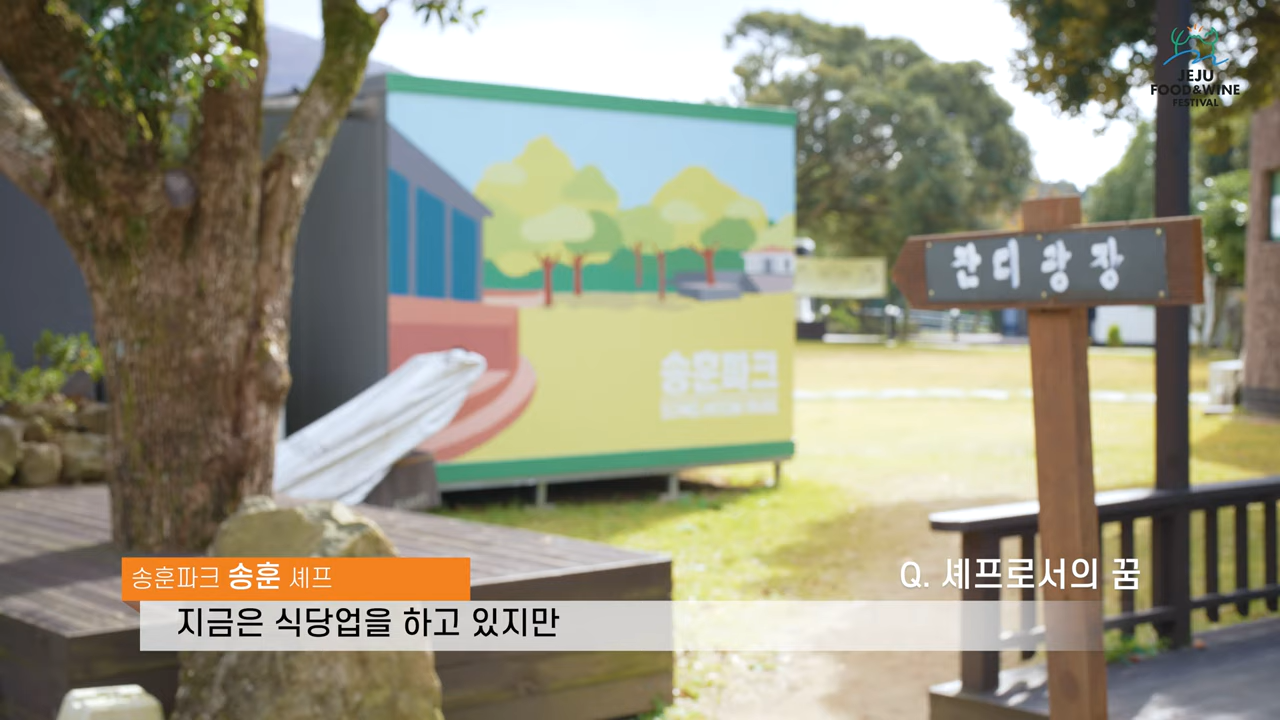 JEJU
FOOD&WINE
FESTIVAL
잔디광장
송훈파크
Q. 셰프로서의 꿈
송훈파크 송훈 셰프
지금은 식당업을 하고 있지만